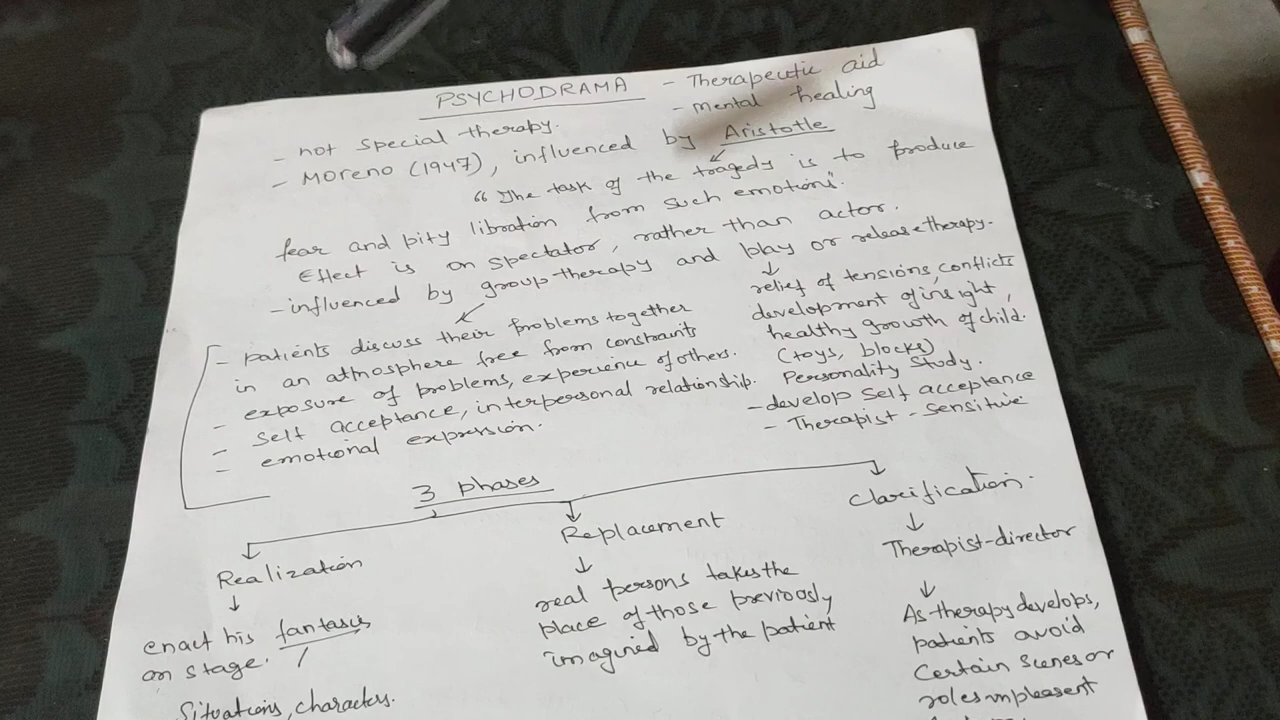 PSYCHODRAMA - Therapeutic aid
- mental healing
- not special therapy.
- Moreno (1947), influenced by Aristotle
"The task of the tragedy is to produce
fear and pity libration from such emotions".
Effect is on spectator, rather than actor.
- influenced by group therapy and play or release therapy.
- patients discuss their problems together
in an atmosphere free from constraints
- exposure of problems, experience of others.
- self acceptance, interpersonal relationship.
- emotional expression.
relief of tensions, conflicts
development of insight,
healthy growth of child.
(toys, blocks)
Personality study.
- develop self acceptance
- Therapist - sensitive
3 phases
Realization
enact his fantasies
on stage.
Situations, characters.
Replacement
real persons takes the
place of those previously
imagined by the patient
Clarification.
Therapist-director
As therapy develops,
patients avoid
certain scenes or
roles unpleasent